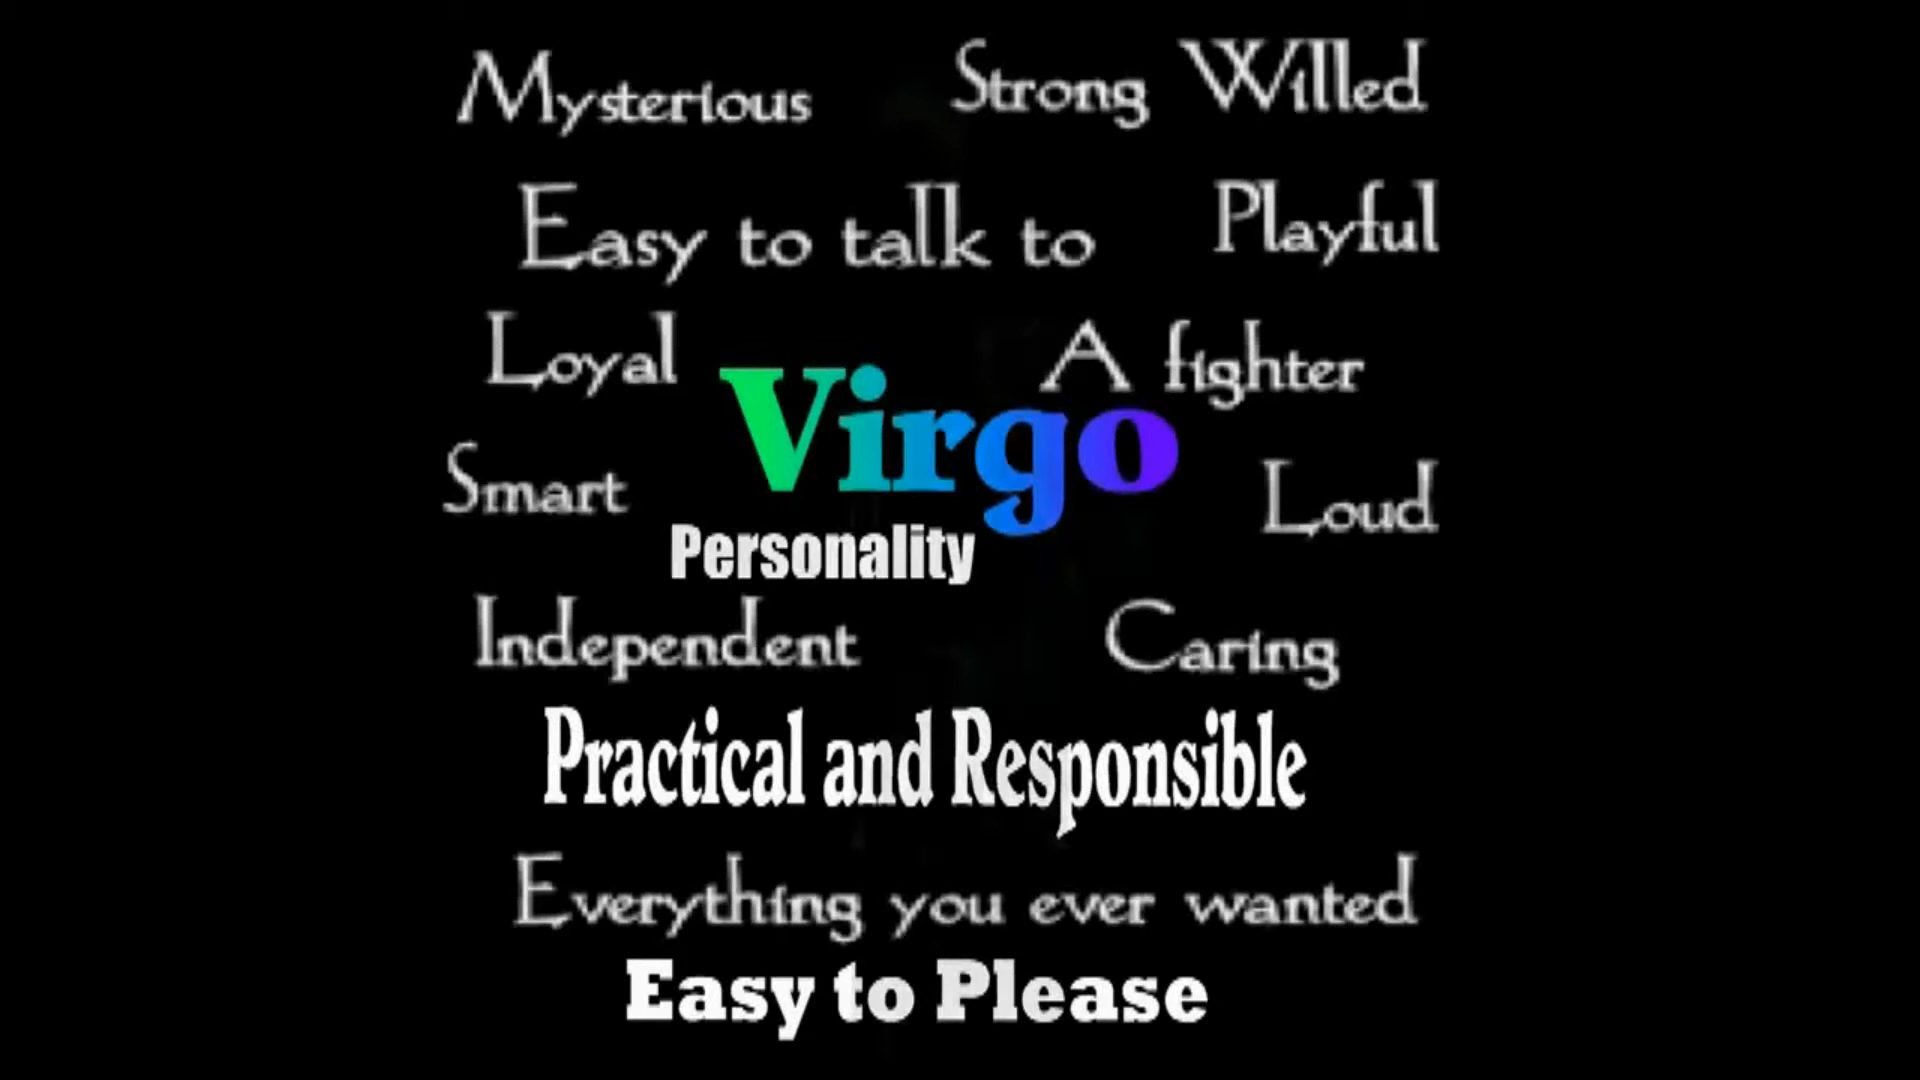 Mysterious Strong Willed
Easy to talk to Playful
Loyal A fighter
Virgo
Smart Loud
Personality
Independent Caring
Practical and Responsible
Everything you ever wanted
Easy to Please